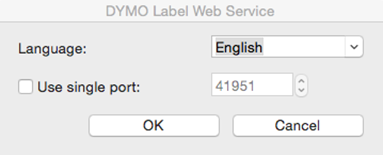 DYMO Label Web Service
Language: English
Use single port: 41951
OK Cancel